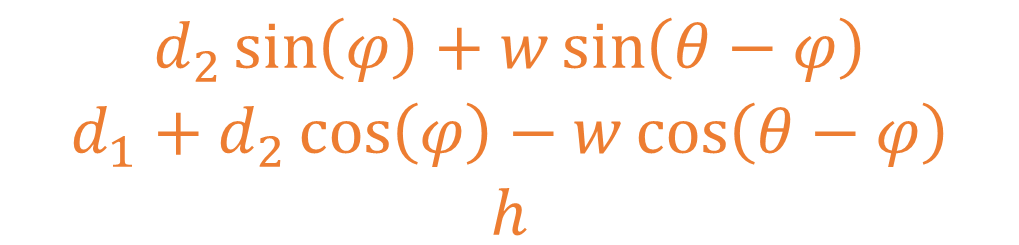 d₂ sin(φ) + w sin(θ − φ)
d₁ + d₂ cos(φ) − w cos(θ − φ)
h